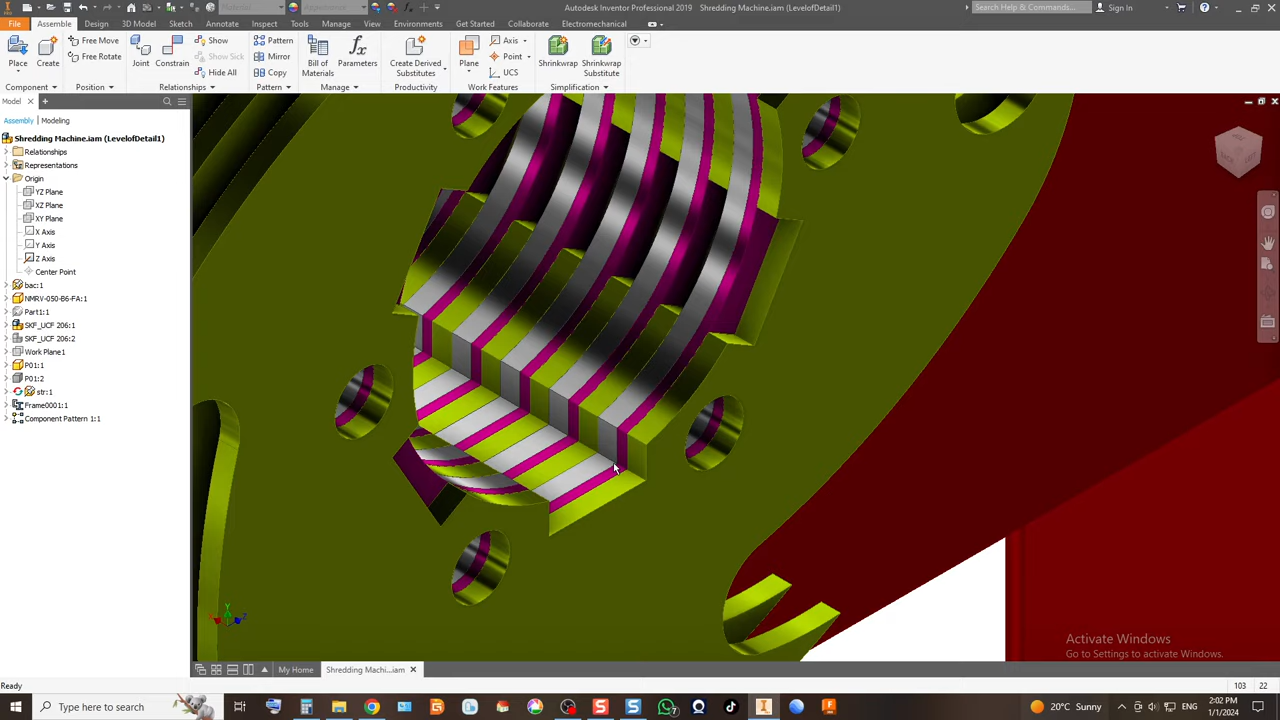 Autodesk Inventor Professional 2019 Shredding Machine.iam (LevelofDetail1)
Search Help & Commands...
Sign In
File
Assemble
Design
3D Model
Sketch
Annotate
Inspect
Tools
Manage
View
Environments
Get Started
Collaborate
Electromechanical
Place
Create
Free Move
Free Rotate
Joint
Constrain
Show
Show Sick
Hide All
Pattern
Mirror
Copy
Bill of
Materials
Parameters
Create Derived
Substitutes
Plane
Axis
Point
UCS
Shrinkwrap
Shrinkwrap
Substitute
Component
Position
Relationships
Pattern
Manage
Productivity
Work Features
Simplification
Model
Assembly
Modeling
Shredding Machine.iam (LevelofDetail1)
Relationships
Representations
Origin
YZ Plane
XZ Plane
XY Plane
X Axis
Y Axis
Z Axis
Center Point
bac:1
NMRV-050-B6-FA:1
Part1:1
SKF_UCF 206:1
SKF_UCF 206:2
Work Plane1
P01:1
P01:2
str:1
Frame0001:1
Component Pattern 1:1
Activate Windows
Go to Settings to activate Windows.
My Home
Shredding Machi...iam
Ready
103
22
Type here to search
20°C Sunny
ENG
2:02 PM
1/1/2024